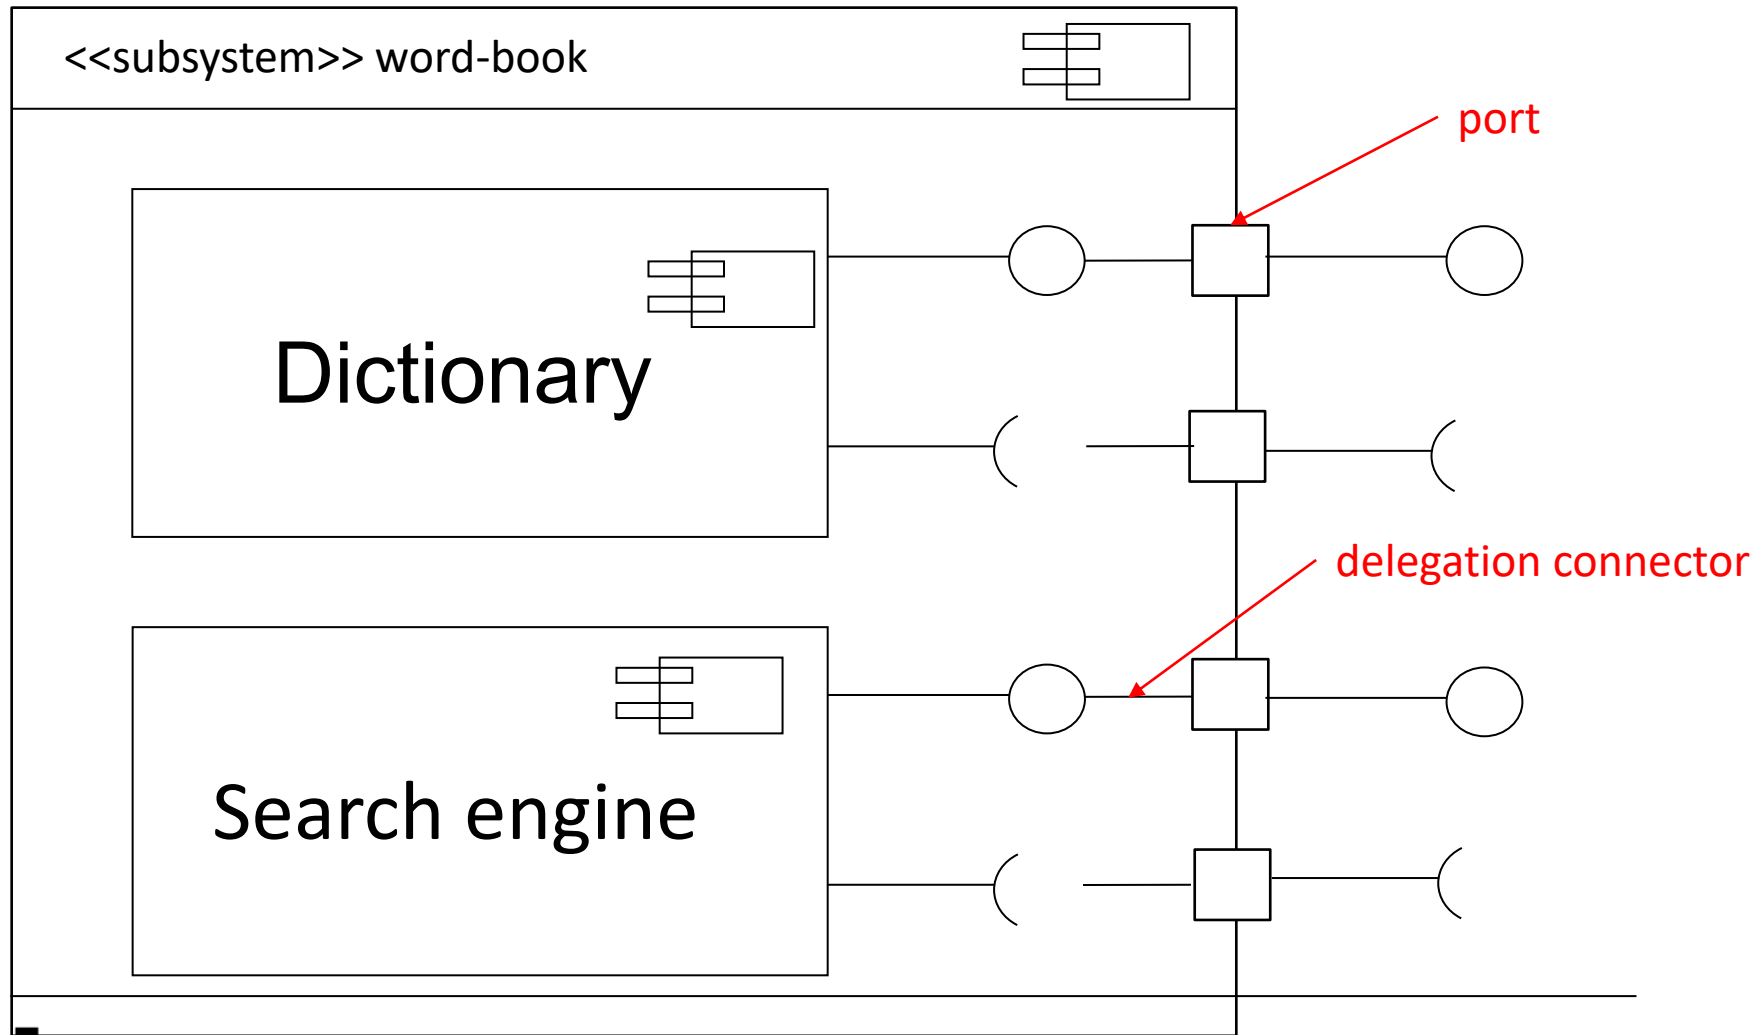 <<subsystem>> word-book
port
Dictionary
delegation connector
Search engine